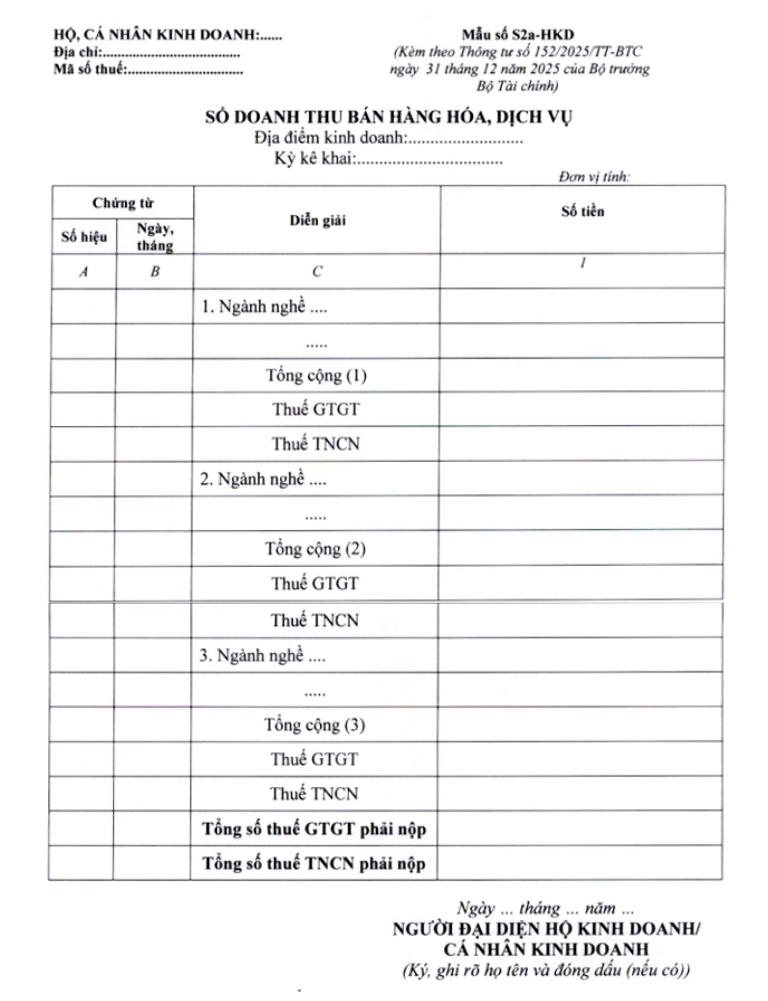 HỘ, CÁ NHÂN KINH DOANH:......
Địa chỉ:........................................
Mã số thuế:..................................
Mẫu số S2a-HKD
(Kèm theo Thông tư số 152/2025/TT-BTC
ngày 31 tháng 12 năm 2025 của Bộ trưởng
Bộ Tài chính)
SỔ DOANH THU BÁN HÀNG HÓA, DỊCH VỤ
Địa điểm kinh doanh:..........................
Kỳ kê khai:.................................
Đơn vị tính:
Chứng từ
Diễn giải
Số tiền
Số hiệu
Ngày, tháng
A
B
C
1
1. Ngành nghề ....
.....
Tổng cộng (1)
Thuế GTGT
Thuế TNCN
2. Ngành nghề ....
.....
Tổng cộng (2)
Thuế GTGT
Thuế TNCN
3. Ngành nghề ....
.....
Tổng cộng (3)
Thuế GTGT
Thuế TNCN
Tổng số thuế GTGT phải nộp
Tổng số thuế TNCN phải nộp
Ngày ... tháng ... năm ...
NGƯỜI ĐẠI DIỆN HỘ KINH DOANH/
CÁ NHÂN KINH DOANH
(Ký, ghi rõ họ tên và đóng dấu (nếu có))